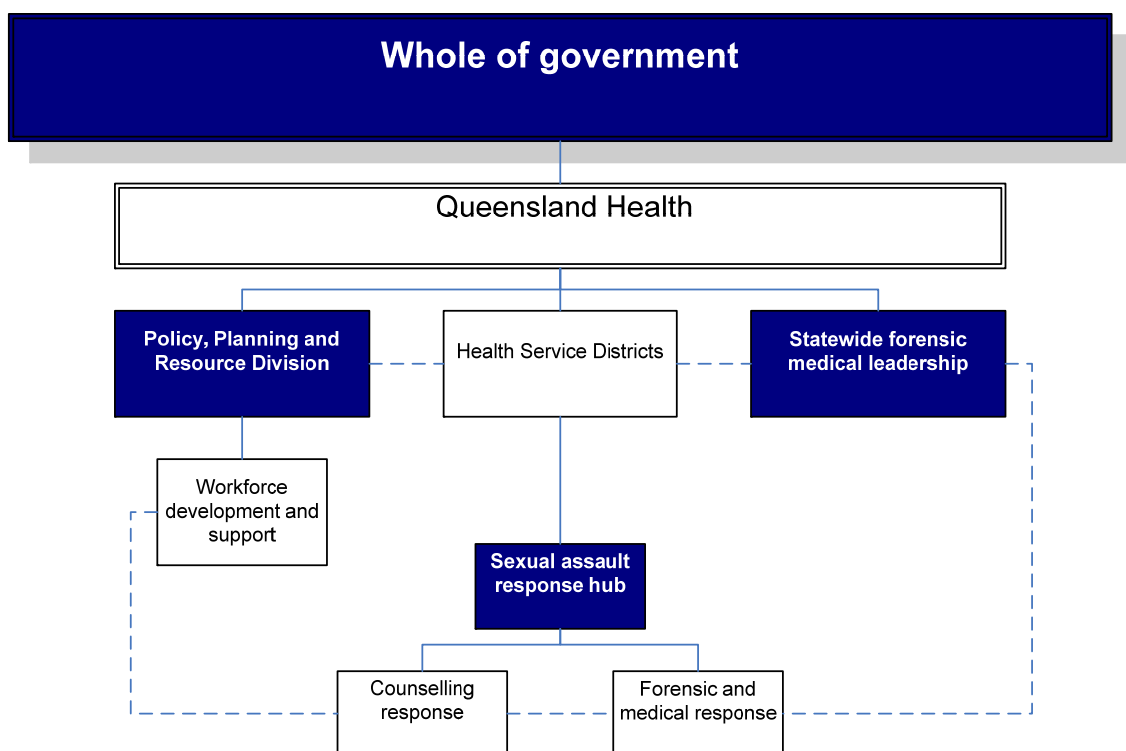 Whole of government
Queensland Health
Policy, Planning and
Resource Division
Health Service Districts
Statewide forensic
medical leadership
Workforce
development and
support
Sexual assault
response hub
Counselling
response
Forensic and
medical response